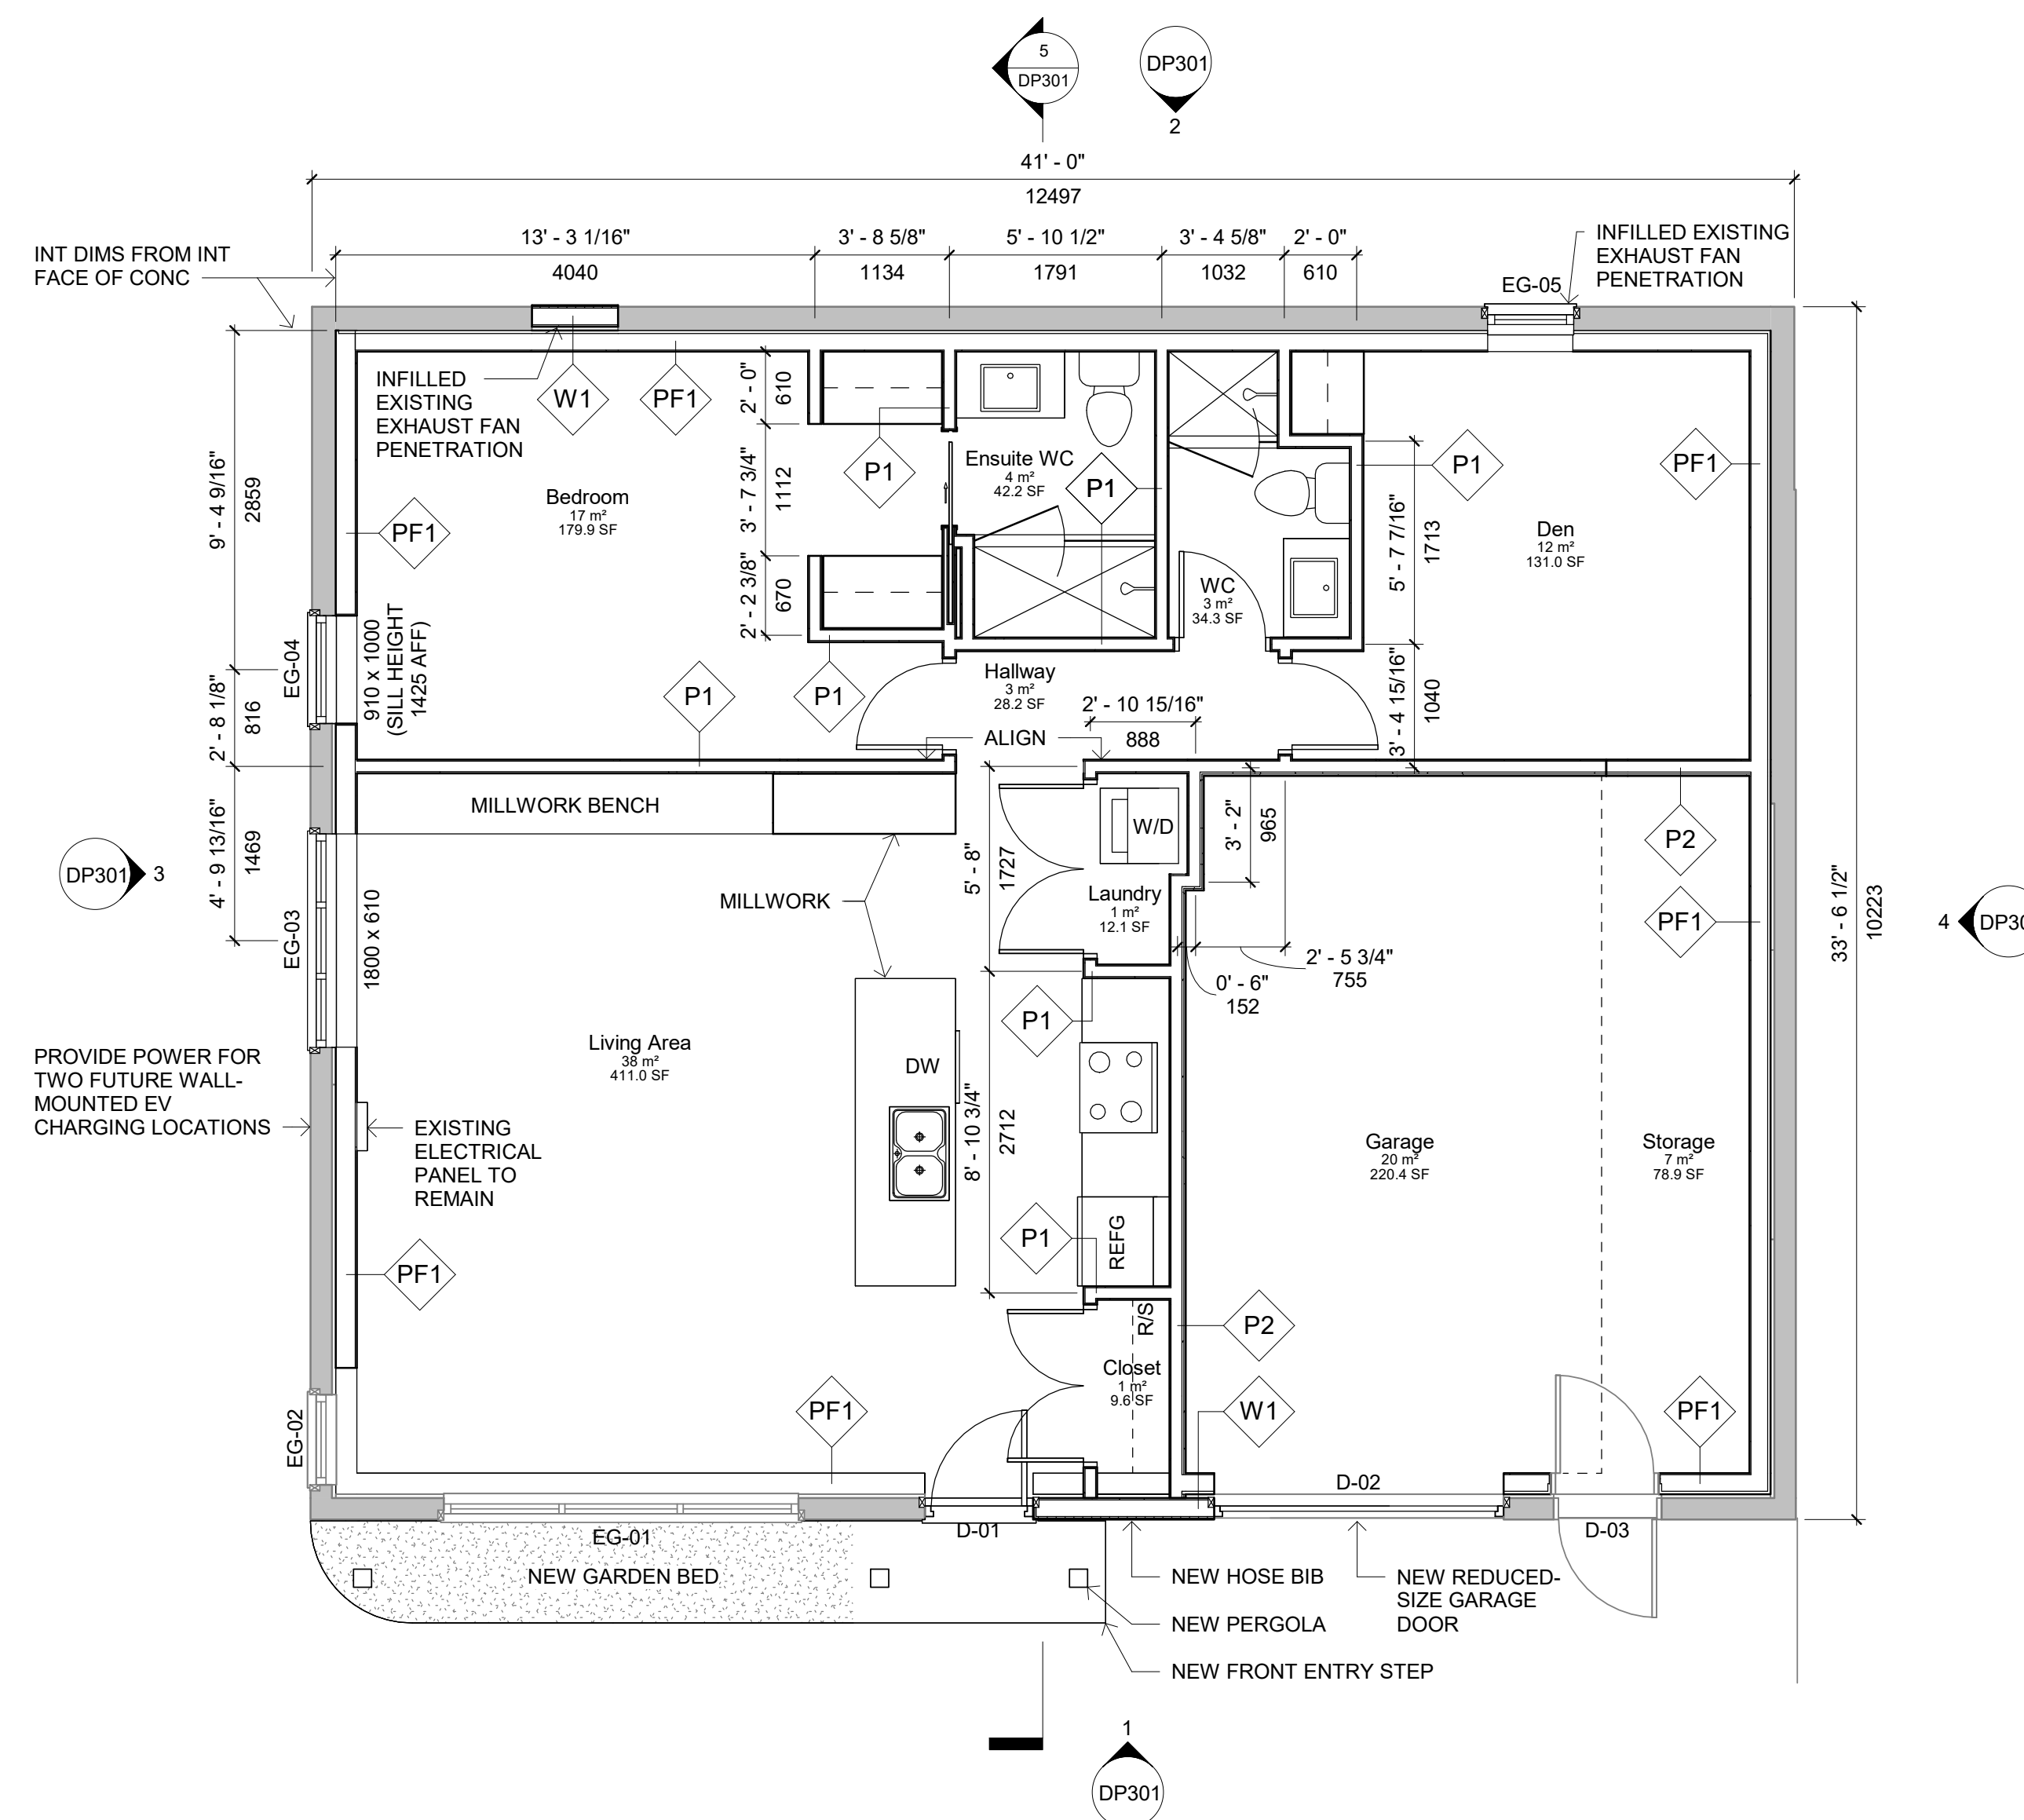 5
DP301
DP301
2
41' - 0"
12497
13' - 3 1/16"
3' - 8 5/8"
5' - 10 1/2"
3' - 4 5/8"
2' - 0"
4040
1134
1791
1032
610
INT DIMS FROM INT
FACE OF CONC
INFILLED EXISTING
EXHAUST FAN
PENETRATION
EG-05
INFILLED
EXISTING
EXHAUST FAN
PENETRATION
W1
PF1
2' - 0"
610
P1
Ensuite WC
4 m²
42.2 SF
P1
P1
PF1
Bedroom
17 m²
179.9 SF
PF1
3' - 7 3/4"
1112
9' - 4 9/16"
2859
5' - 7 7/16"
1713
Den
12 m²
131.0 SF
2' - 2 3/8"
670
WC
3 m²
34.3 SF
EG-04
910 x 1000
(SILL HEIGHT
1425 AFF)
2' - 8 1/8"
816
P1
P1
Hallway
3 m²
28.2 SF
2' - 10 15/16"
888
3' - 4 15/16"
1040
ALIGN
MILLWORK BENCH
W/D
3' - 2"
965
P2
4' - 9 13/16"
1469
DP301
3
5' - 8"
1727
MILLWORK
Laundry
1 m²
12.1 SF
PF1
4
33' - 6 1/2"
10223
EG-03
1800 x 610
2' - 5 3/4"
755
0' - 6"
152
P1
Living Area
38 m²
411.0 SF
DW
PROVIDE POWER FOR
TWO FUTURE WALL-
MOUNTED EV
CHARGING LOCATIONS
EXISTING
ELECTRICAL
PANEL TO
REMAIN
8' - 10 3/4"
2712
Garage
20 m²
220.4 SF
Storage
7 m²
78.9 SF
P1
REFG
PF1
R/S
P2
Closet
1 m²
9.6 SF
PF1
W1
PF1
EG-02
D-02
EG-01
D-01
D-03
NEW GARDEN BED
NEW HOSE BIB
NEW REDUCED-
SIZE GARAGE
DOOR
NEW PERGOLA
NEW FRONT ENTRY STEP
1
DP301